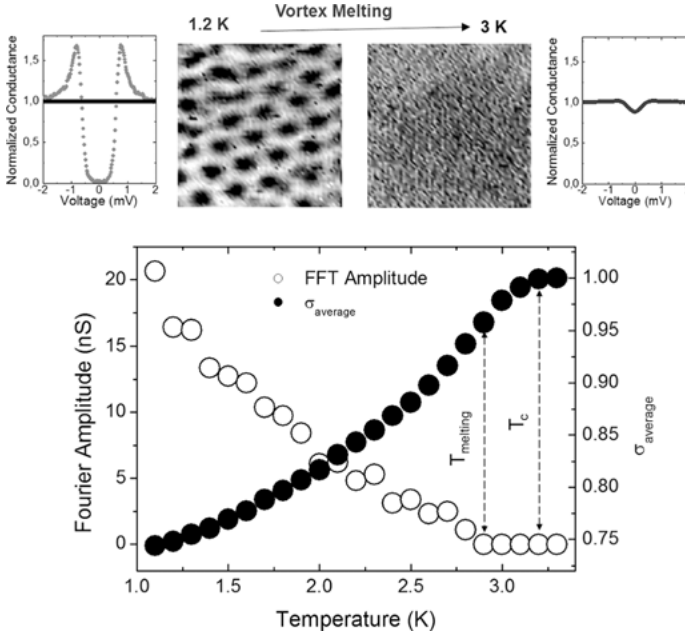 Vortex Melting
1.2 K
3 K
Normalized Conductance
1,5
1,0
0,5
0,0
-2 -1 0 1 2
Voltage (mV)
Normalized Conductance
1,5
1,0
0,5
0,0
-2 -1 0 1 2
Voltage (mV)
Fourier Amplitude (nS)
20
15
10
5
0
FFT Amplitude
σaverage
Tmelting
Tc
1.00
0.95
0.90
0.85
0.80
0.75
σaverage
1.0 1.5 2.0 2.5 3.0
Temperature (K)